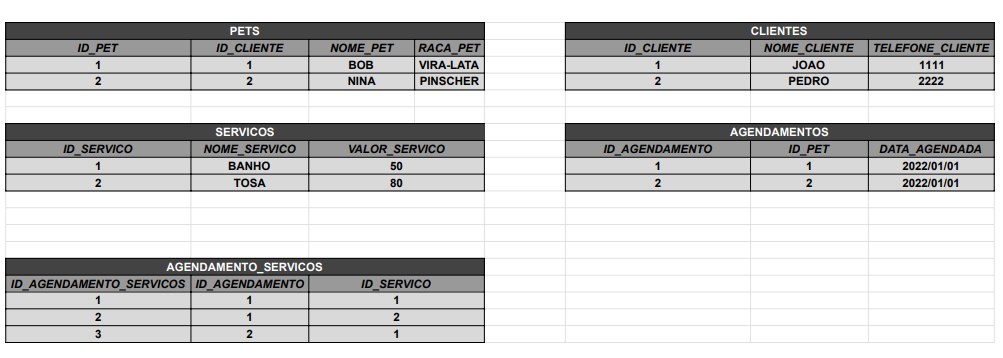 PETS
ID_PET ID_CLIENTE NOME_PET RACA_PET
1 1 BOB VIRA-LATA
2 2 NINA PINSCHER
CLIENTES
ID_CLIENTE NOME_CLIENTE TELEFONE_CLIENTE
1 JOAO 1111
2 PEDRO 2222
SERVICOS
ID_SERVICO NOME_SERVICO VALOR_SERVICO
1 BANHO 50
2 TOSA 80
AGENDAMENTOS
ID_AGENDAMENTO ID_PET DATA_AGENDADA
1 1 2022/01/01
2 2 2022/01/01
AGENDAMENTO_SERVICOS
ID_AGENDAMENTO_SERVICOS ID_AGENDAMENTO ID_SERVICO
1 1 1
2 1 2
3 2 1